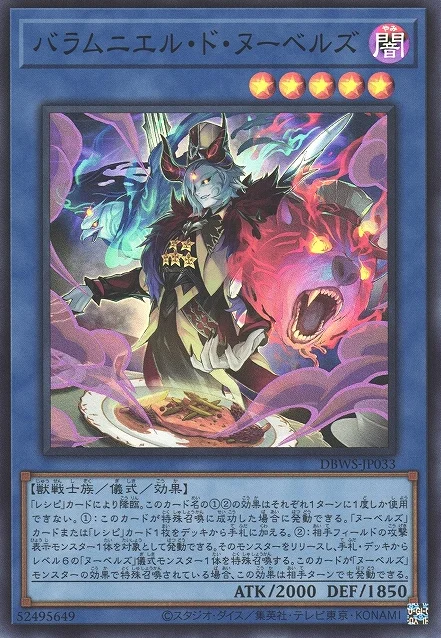 バラムニエル・ド・ヌーベルズ
闇
DBWS-JP033
【獣戦士族／儀式／効果】
「レシピ」カードにより降臨。このカード名の①②の効果はそれぞれ1ターンに1度しか使用
できない。①：このカードが特殊召喚に成功した場合に発動できる。「ヌーベルズ」
カードまたは「レシピ」カード1枚をデッキから手札に加える。②：相手フィールドの攻撃
表示モンスター1体を対象として発動できる。そのモンスターをリリースし、手札・デッキから
レベル6の「ヌーベルズ」儀式モンスター1体を特殊召喚する。このカードが「ヌーベルズ」
モンスターの効果で特殊召喚されている場合、この効果は相手ターンでも発動できる。
ATK/2000 DEF/1850
52495649 ©スタジオ・ダイス/集英社・テレビ東京・KONAMI